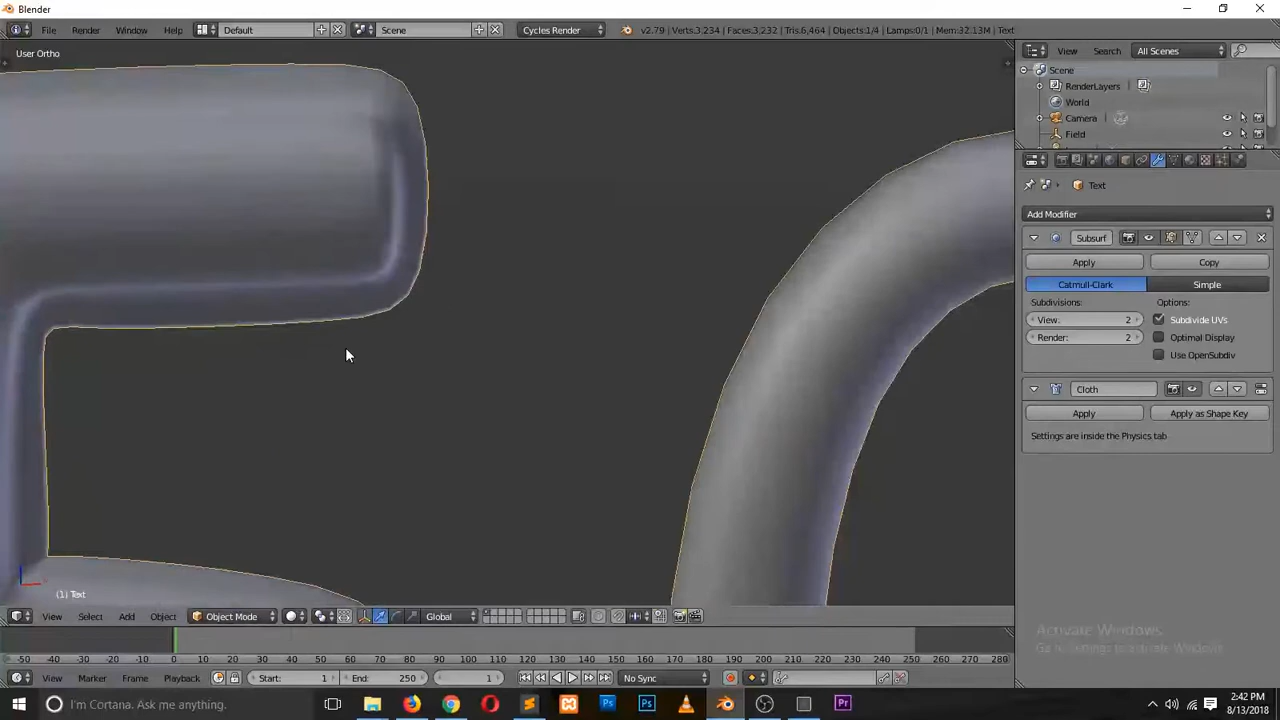 Blender
File Render Window Help Default Scene Cycles Render v2.79 | Verts:3,234 | Faces:3,232 | Tris:6,464 | Objects:1/4 | Lamps:0/1 | Mem:32.13M | Text
User Ortho
View Search All Scenes
Scene
RenderLayers
World
Camera
Field
Text
Add Modifier
Subsurf
Apply Copy
Catmull-Clark Simple
Subdivisions: Options:
View: 2 Subdivide UVs
Render: 2 Optimal Display
Use OpenSubdiv
Cloth
Apply Apply as Shape Key
Settings are inside the Physics tab
(1) Text
View Select Add Object Object Mode Global
Activate Windows
Go to Settings to activate Windows.
-50 -40 -30 -20 -10 0 10 20 30 40 50 60 70 80 90 100 110 120 130 140 150 160 170 180 190 200 210 220 230 240 250 260 270 280
View Marker Frame Playback Start: 1 End: 250 1 No Sync
I'm Cortana. Ask me anything.
2:42 PM
8/13/2018